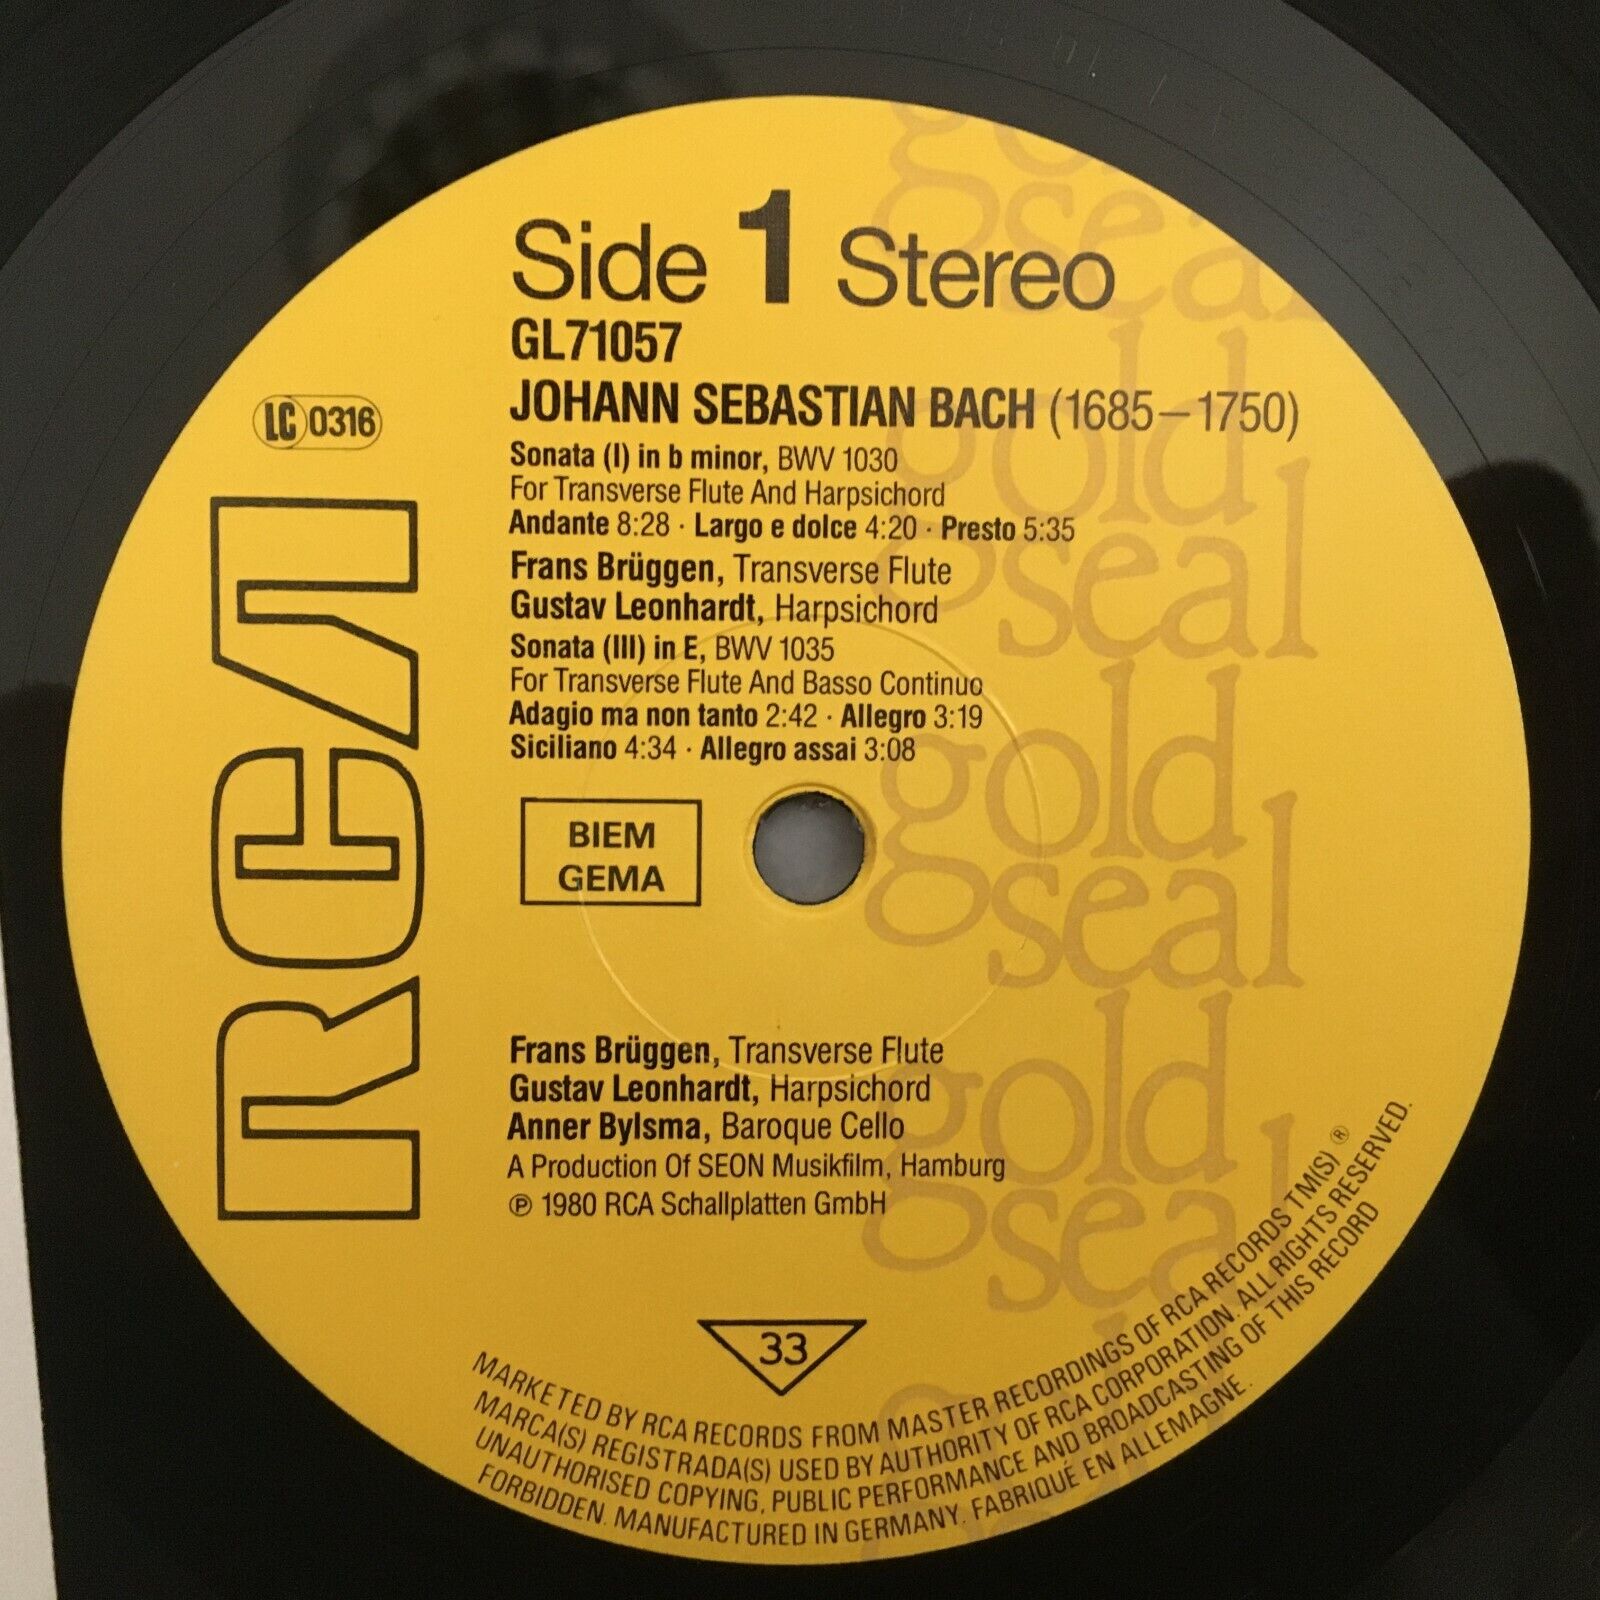 Side 1 Stereo
GL71057
JOHANN SEBASTIAN BACH (1685–1750)
LC 0316
Sonata (I) in b minor, BWV 1030
For Transverse Flute And Harpsichord
Andante 8:28 · Largo e dolce 4:20 · Presto 5:35
Frans Brüggen, Transverse Flute
Gustav Leonhardt, Harpsichord
Sonata (III) in E, BWV 1035
For Transverse Flute And Basso Continuo
Adagio ma non tanto 2:42 · Allegro 3:19
Siciliano 4:34 · Allegro assai 3:08
RCA
BIEM
GEMA
Frans Brüggen, Transverse Flute
Gustav Leonhardt, Harpsichord
Anner Bylsma, Baroque Cello
A Production Of SEON Musikfilm, Hamburg
℗ 1980 RCA Schallplatten GmbH
33
MARKETED BY RCA RECORDS FROM MASTER RECORDINGS OF RCA RECORDS TM(S) ®
MARCA(S) REGISTRADA(S) USED BY AUTHORITY OF RCA CORPORATION. ALL RIGHTS RESERVED.
UNAUTHORISED COPYING, PUBLIC PERFORMANCE AND BROADCASTING OF THIS RECORD
FORBIDDEN. MANUFACTURED IN GERMANY. FABRIQUÉ EN ALLEMAGNE.
gold
seal
gold
seal
gold
seal
gold
seal